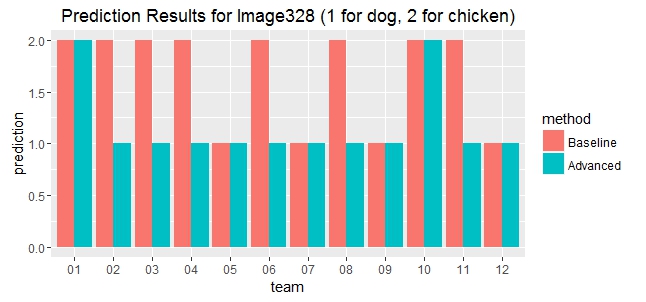 Prediction Results for Image328 (1 for dog, 2 for chicken)
2.0
1.5
1.0
0.5
0.0
prediction
01 02 03 04 05 06 07 08 09 10 11 12
team
method
Baseline
Advanced